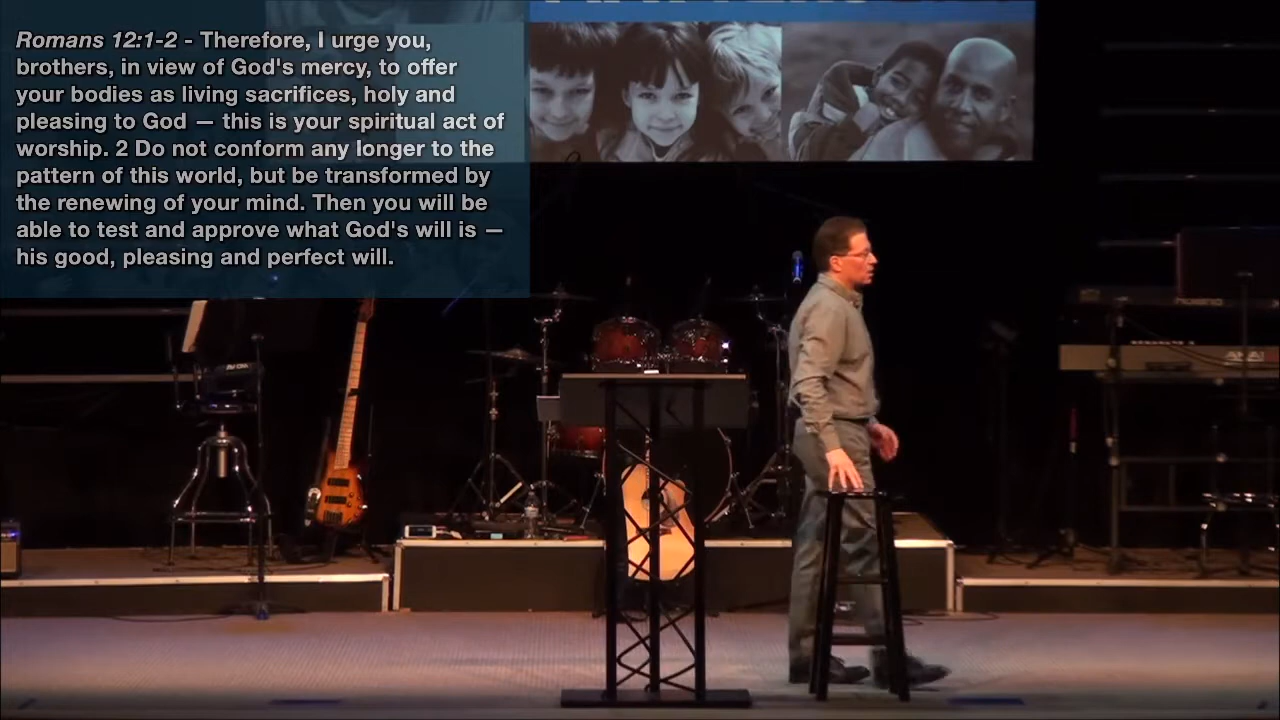 Romans 12:1-2 - Therefore, I urge you,
brothers, in view of God's mercy, to offer
your bodies as living sacrifices, holy and
pleasing to God — this is your spiritual act of
worship. 2 Do not conform any longer to the
pattern of this world, but be transformed by
the renewing of your mind. Then you will be
able to test and approve what God's will is —
his good, pleasing and perfect will.
AKAI